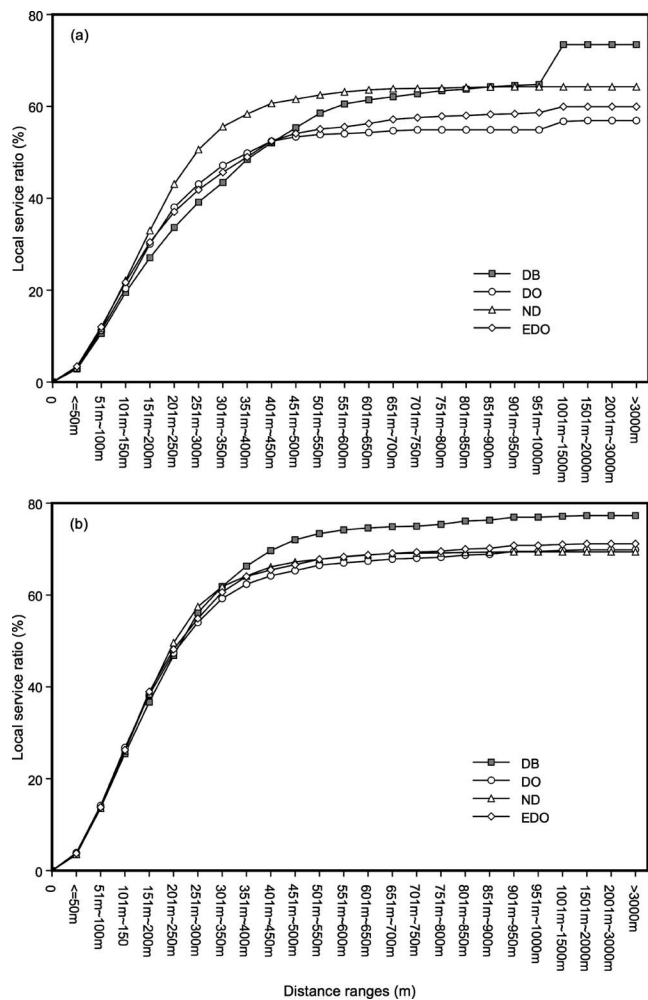 (a)
Local service ratio (%)
80
60
40
20
0
DB
DO
ND
EDO
0
<=50m
51m~100m
101m~150
151m~200m
201m~250m
251m~300m
301m~350m
351m~400m
401m~450m
451m~500m
501m~550m
551m~600m
601m~650m
651m~700m
701m~750m
751m~800m
801m~850m
851m~900m
901m~950m
951m~1000m
1001m~1500m
1501m~2000m
2001m~3000m
>3000m
(b)
Local service ratio (%)
80
60
40
20
0
DB
DO
ND
EDO
0
<=50m
51m~100m
101m~150
151m~200m
201m~250m
251m~300m
301m~350m
351m~400m
401m~450m
451m~500m
501m~550m
551m~600m
601m~650m
651m~700m
701m~750m
751m~800m
801m~850m
851m~900m
901m~950m
951m~1000m
1001m~1500m
1501m~2000m
2001m~3000m
>3000m
Distance ranges (m)